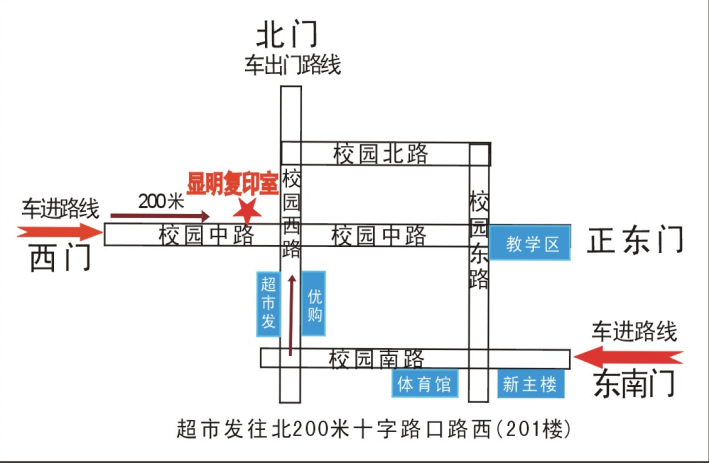 北门
车出门路线
校园北路
显明复印室
校园西路
校园东路
200米
车进路线
西门
校园中路
校园中路
教学区
正东门
超市发
优购
车进路线
校园南路
东南门
体育馆
新主楼
超市发往北200米十字路口路西(201楼)